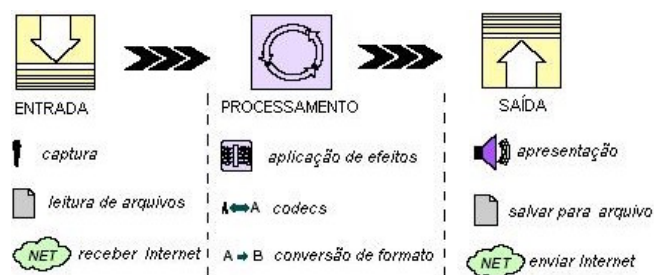 ENTRADA
captura
leitura de arquivos
NET receber Internet
PROCESSAMENTO
aplicação de efeitos
A codecs
A B conversão de formato
SAÍDA
apresentação
salvar para arquivo
NET enviar Internet